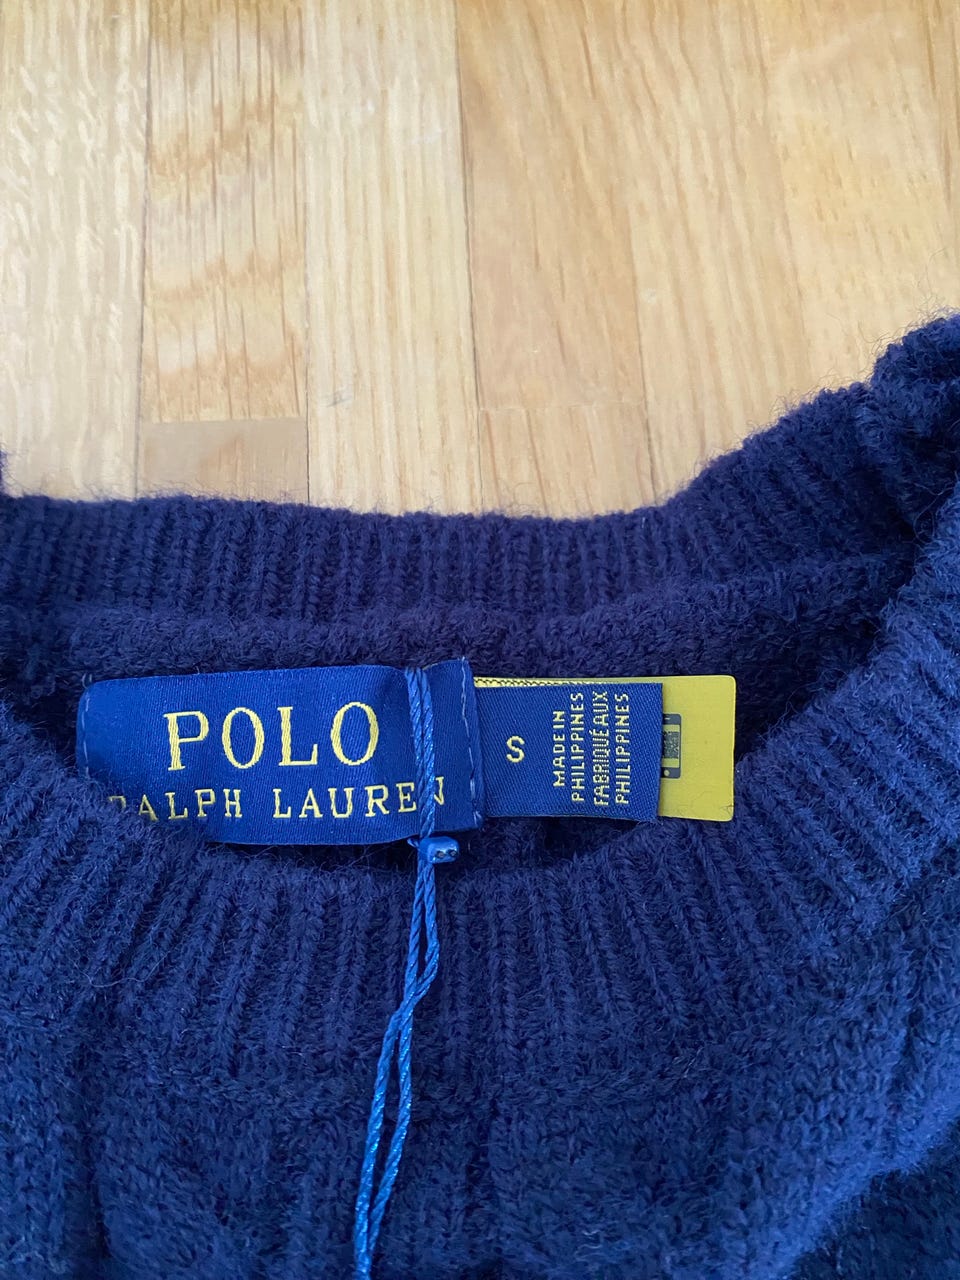 POLO
RALPH LAUREN
S
MADE IN
PHILIPPINES
FABRIQUÉ AUX
PHILIPPINES